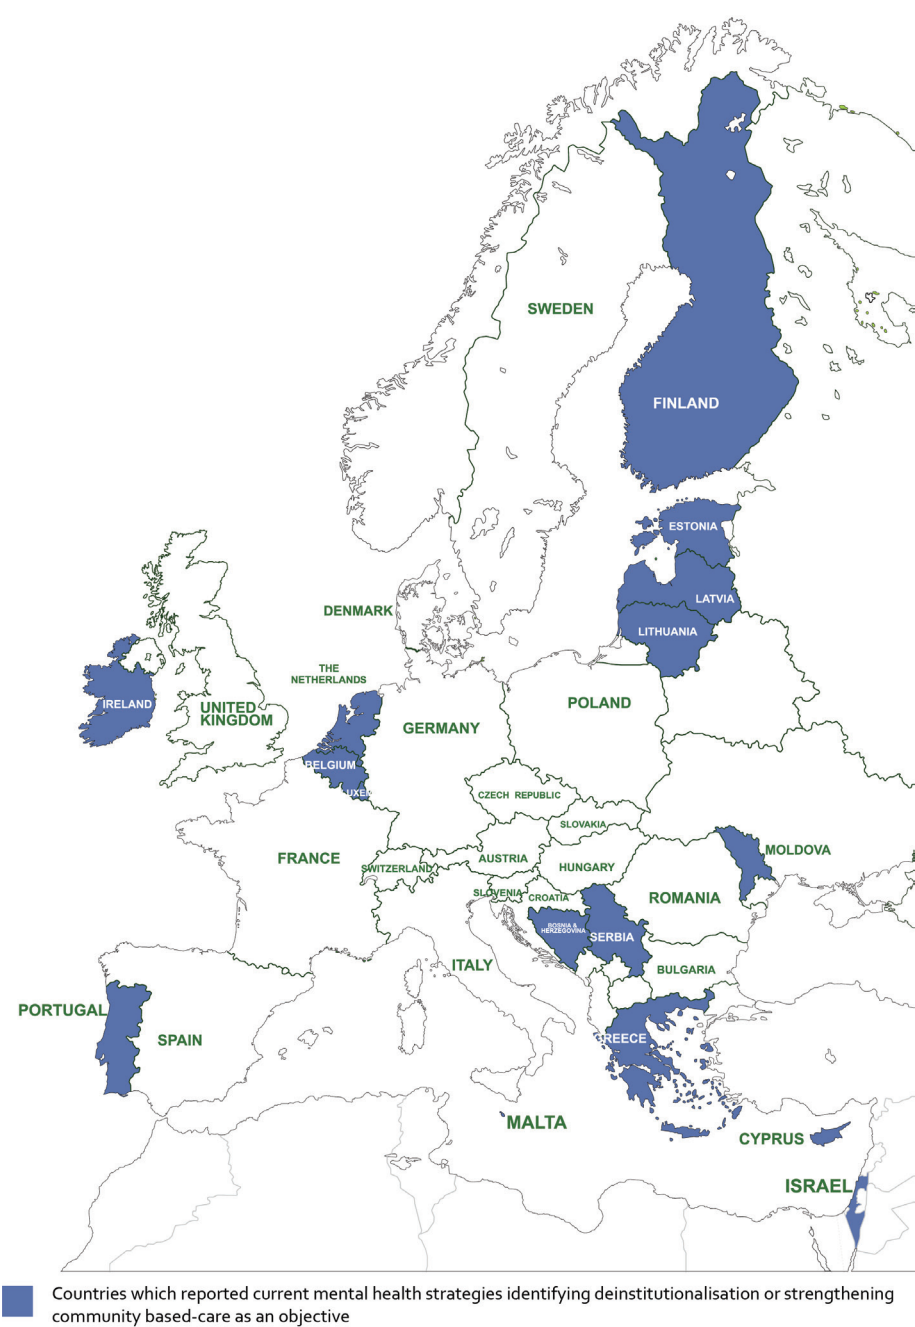 SWEDEN
FINLAND
ESTONIA
LATVIA
LITHUANIA
DENMARK
THE
NETHERLANDS
IRELAND
UNITED
KINGDOM
POLAND
GERMANY
BELGIUM
CZECH REPUBLIC
SLOVAKIA
FRANCE
SWITZERLAND
AUSTRIA
HUNGARY
MOLDOVA
SLOVENIA
CROATIA
ROMANIA
BOSNIA &
HERZEGOVINA
SERBIA
ITALY
BULGARIA
PORTUGAL
SPAIN
GREECE
MALTA
CYPRUS
ISRAEL
Countries which reported current mental health strategies identifying deinstitutionalisation or strengthening
community based-care as an objective